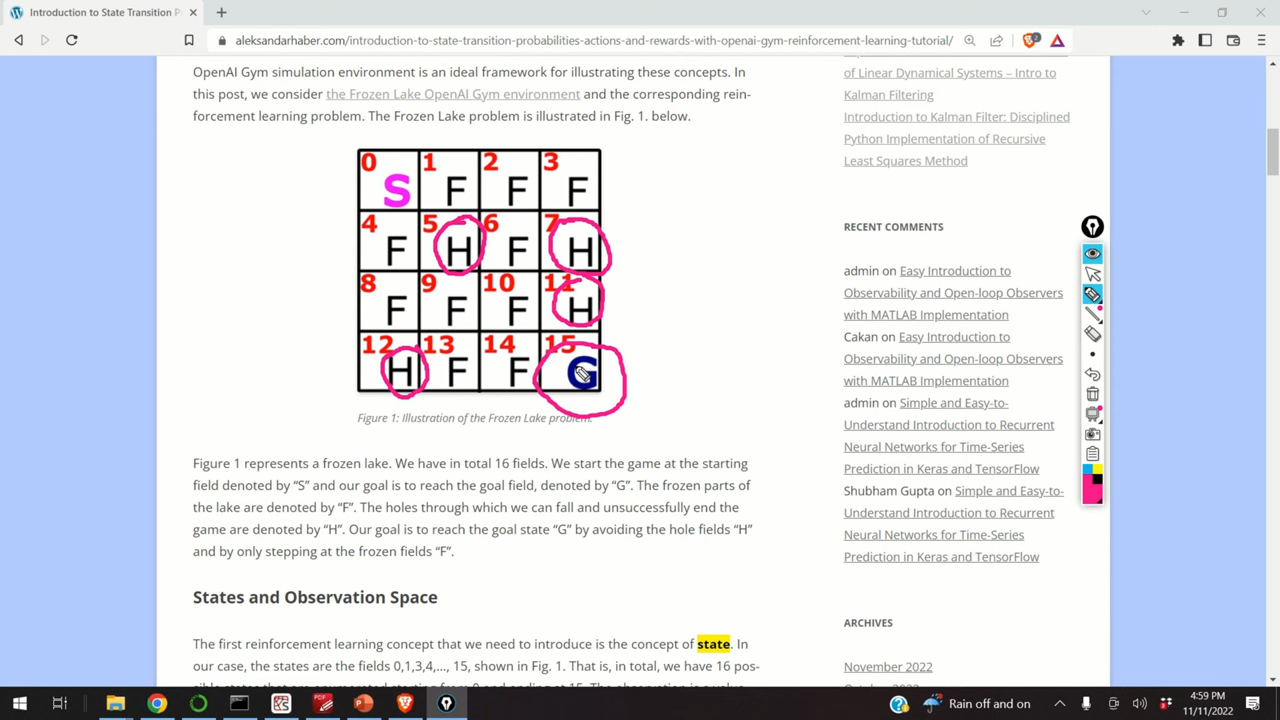 Introduction to State Transition P
aleksandarhaber.com/introduction-to-state-transition-probabilities-actions-and-rewards-with-openai-gym-reinforcement-learning-tutorial/
2
OpenAI Gym simulation environment is an ideal framework for illustrating these concepts. In
this post, we consider the Frozen Lake OpenAI Gym environment and the corresponding rein-
forcement learning problem. The Frozen Lake problem is illustrated in Fig. 1. below.
0 1 2 3
S F F F
4 5 6 7
F H F H
8 9 10 11
F F F H
12 13 14 15
H F F G
Figure 1: Illustration of the Frozen Lake problem.
Figure 1 represents a frozen lake. We have in total 16 fields. We start the game at the starting
field denoted by “S” and our goal is to reach the goal field, denoted by “G”. The frozen parts of
the lake are denoted by “F”. The holes through which we can fall and unsuccessfully end the
game are denoted by “H”. Our goal is to reach the goal state “G” by avoiding the hole fields “H”
and by only stepping at the frozen fields “F”.
States and Observation Space
The first reinforcement learning concept that we need to introduce is the concept of state. In
our case, the states are the fields 0,1,3,4,..., 15, shown in Fig. 1. That is, in total, we have 16 pos-
of Linear Dynamical Systems – Intro to
Kalman Filtering
Introduction to Kalman Filter: Disciplined
Python Implementation of Recursive
Least Squares Method
RECENT COMMENTS
admin on Easy Introduction to
Observability and Open-loop Observers
with MATLAB Implementation
Cakan on Easy Introduction to
Observability and Open-loop Observers
with MATLAB Implementation
admin on Simple and Easy-to-
Understand Introduction to Recurrent
Neural Networks for Time-Series
Prediction in Keras and TensorFlow
Shubham Gupta on Simple and Easy-to-
Understand Introduction to Recurrent
Neural Networks for Time-Series
Prediction in Keras and TensorFlow
ARCHIVES
November 2022
Rain off and on
4:59 PM
11/11/2022